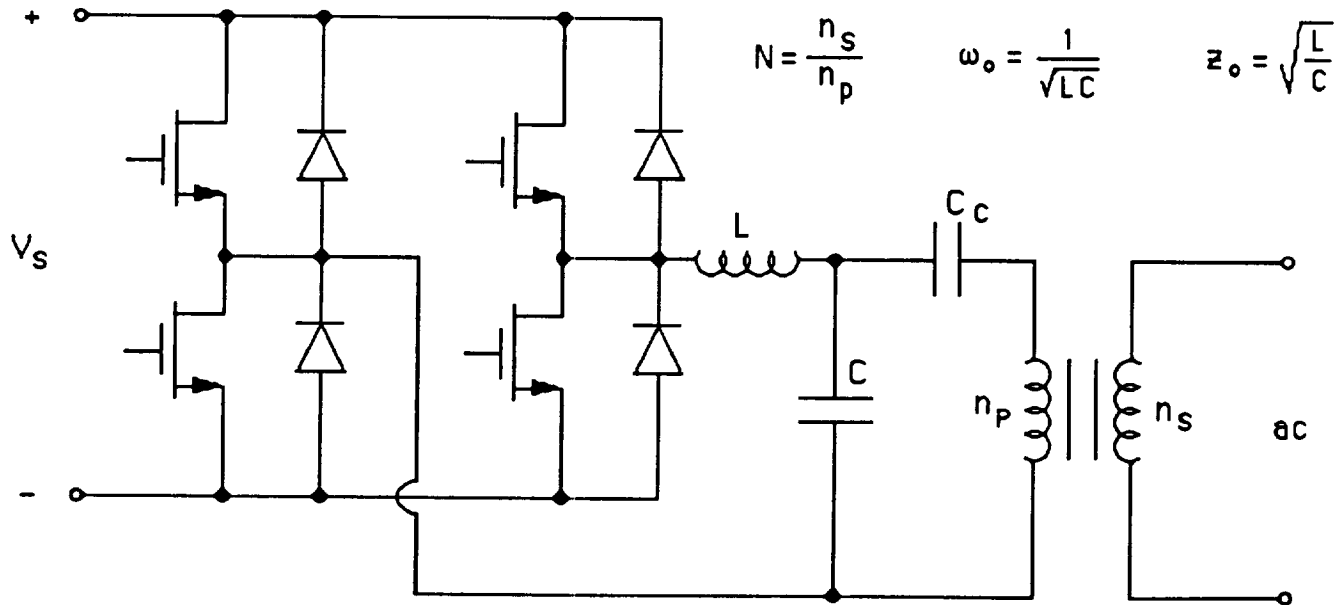 +
N = n_s / n_p
ω_o = 1 / √LC
z_o = √(L / C)
V_s
L
C_c
C
n_p
n_s
ac
-